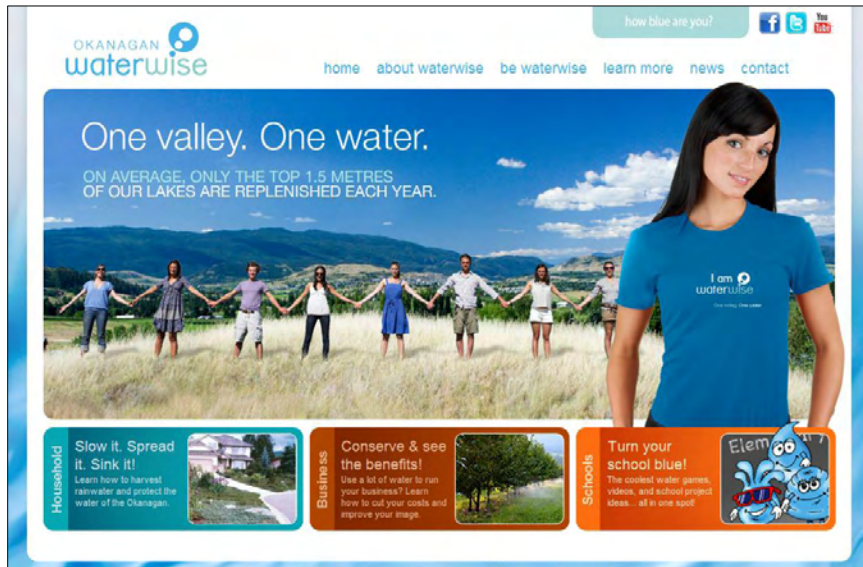 how blue are you?
You
Tube
OKANAGAN
waterwise
home about waterwise be waterwise learn more news contact
One valley. One water.
ON AVERAGE, ONLY THE TOP 1.5 METRES
OF OUR LAKES ARE REPLENISHED EACH YEAR.
I am
waterwise
One valley. One water.
Household
Slow it. Spread
it. Sink it!
Learn how to harvest
rainwater and protect the
water of the Okanagan.
Business
Conserve & see
the benefits!
Use a lot of water to run
your business? Learn
how to cut your costs and
improve your image.
Schools
Turn your
school blue!
The coolest water games,
videos, and school project
ideas... all in one spot!